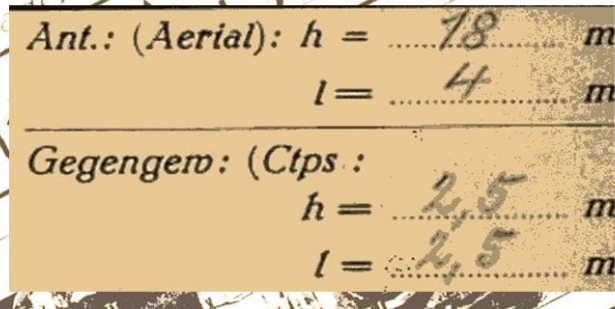 Ant.: (Aerial): h = 18 m
l = 4 m
Gegengew: (Ctps.:
h = 2,5 m
l = 2,5 m